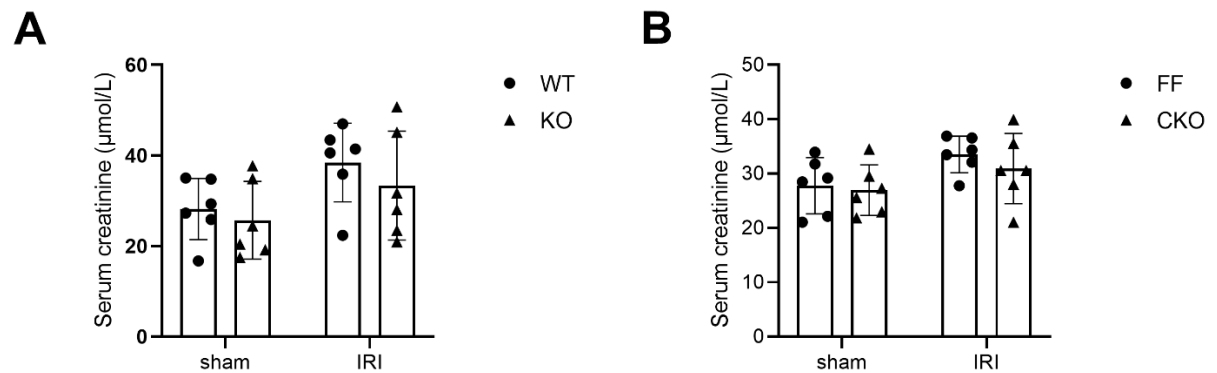 A
Serum creatinine (μmol/L)
60
40
20
0
sham
IRI
WT
KO
B
Serum creatinine (μmol/L)
50
40
30
20
10
0
sham
IRI
FF
CKO